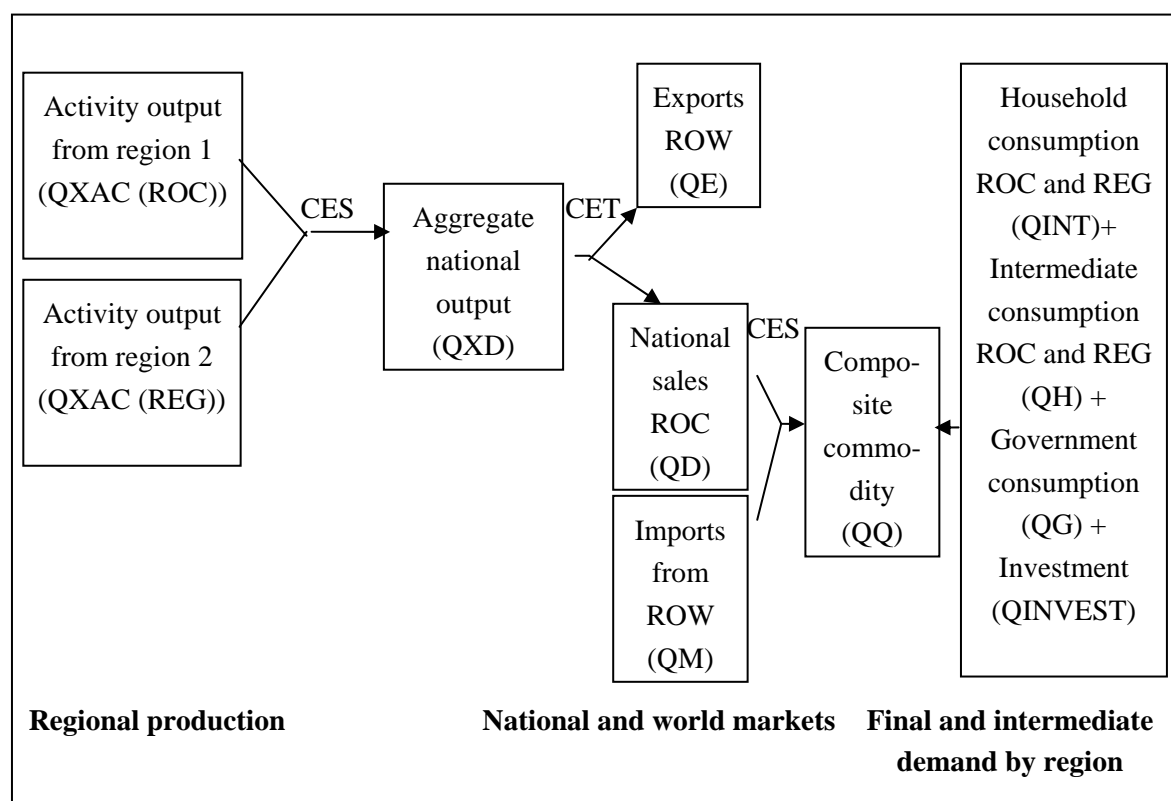 Activity output
from region 1
(QXAC (ROC))
Activity output
from region 2
(QXAC (REG))
CES
Aggregate
national
output
(QXD)
CET
Exports
ROW
(QE)
National
sales
ROC
(QD)
Imports
from
ROW
(QM)
CES
Compo-
site
commo-
dity
(QQ)
Household
consumption
ROC and REG
(QINT)+
Intermediate
consumption
ROC and REG
(QH) +
Government
consumption
(QG) +
Investment
(QINVEST)
Regional production
National and world markets
Final and intermediate
demand by region